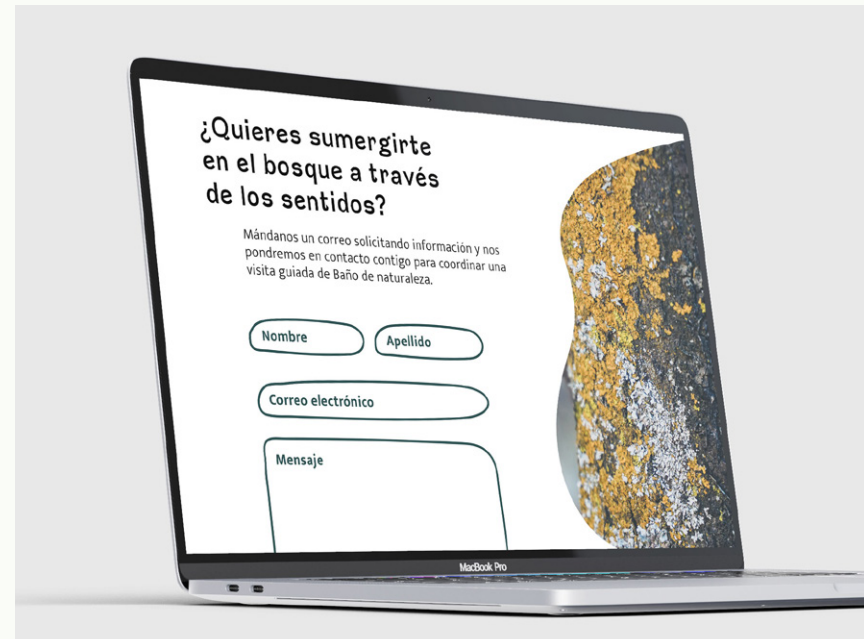 ¿Quieres sumergirte
en el bosque a través
de los sentidos?
Mándanos un correo solicitando información y nos
pondremos en contacto contigo para coordinar una
visita guiada de Baño de naturaleza.
Nombre
Apellido
Correo electrónico
Mensaje
MacBook Pro